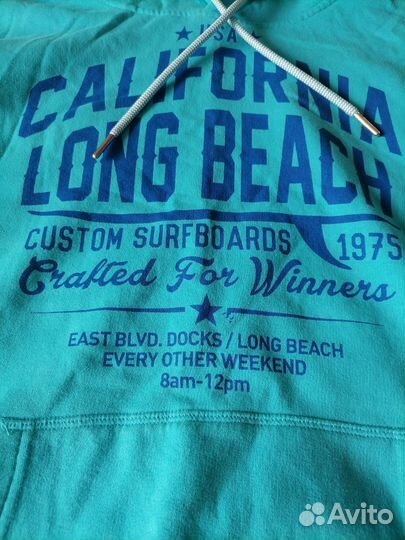 ★ USA ★
CALIFORNIA
LONG BEACH
CUSTOM SURFBOARDS 1975
Crafted For Winners
EAST BLVD. DOCKS / LONG BEACH
EVERY OTHER WEEKEND
8am-12pm
Avito